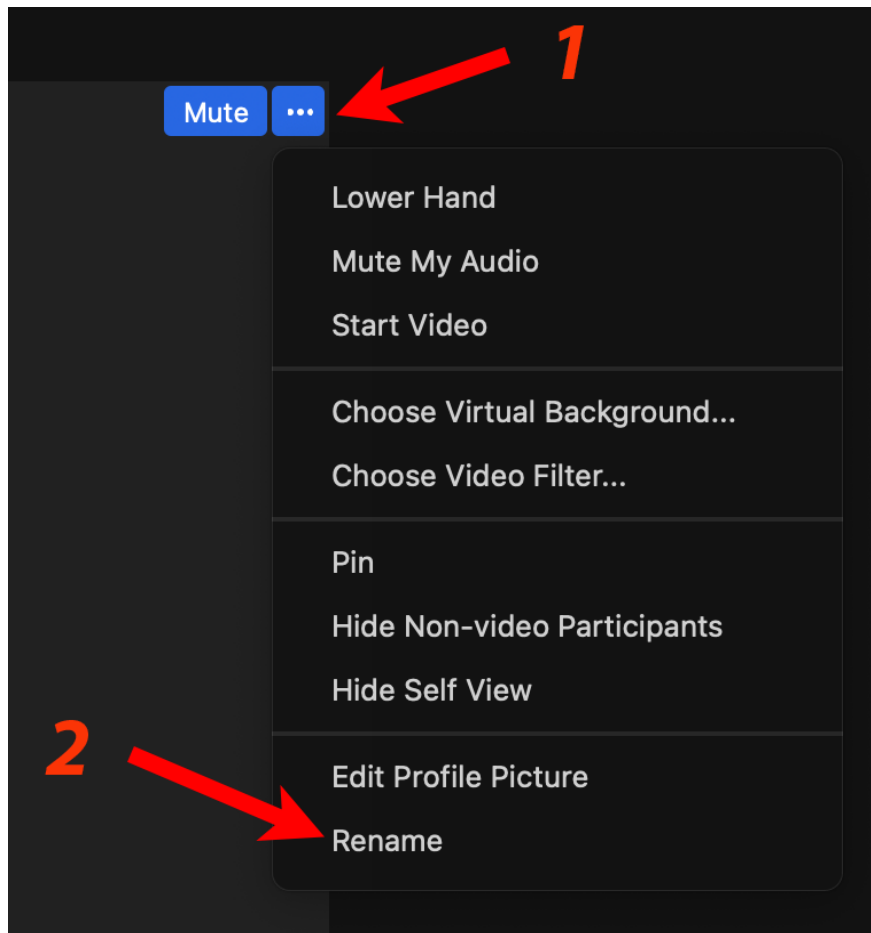 1
Mute ...
Lower Hand
Mute My Audio
Start Video
Choose Virtual Background...
Choose Video Filter...
Pin
Hide Non-video Participants
Hide Self View
2
Edit Profile Picture
Rename